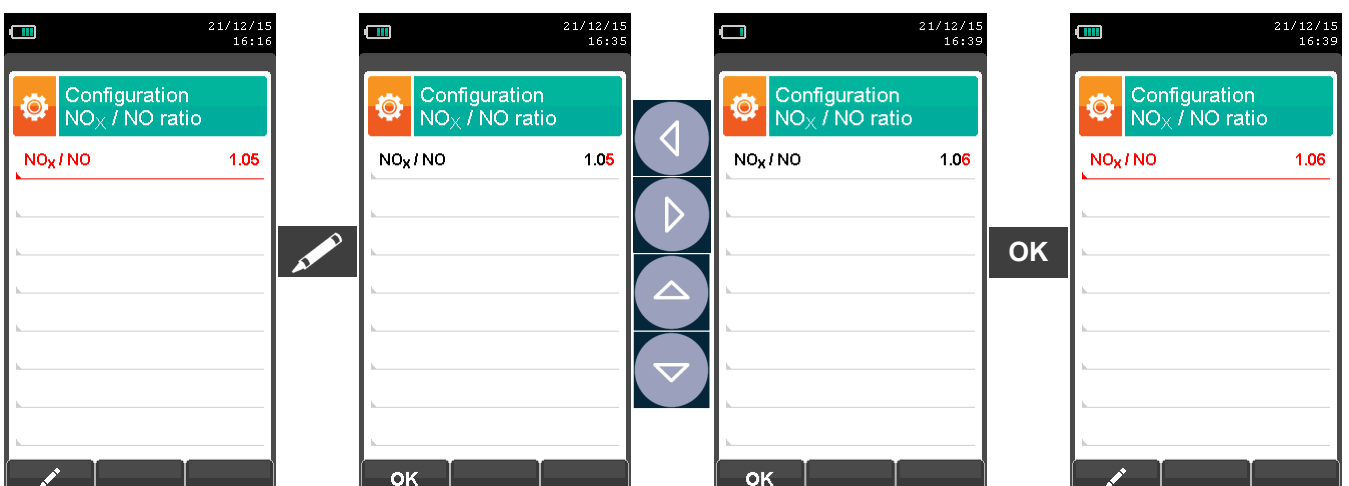 21/12/15
16:16
Configuration
NOX / NO ratio
NOX / NO 1.05
21/12/15
16:35
Configuration
NOX / NO ratio
NOX / NO 1.05
OK
21/12/15
16:39
Configuration
NOX / NO ratio
NOX / NO 1.06
OK
OK
21/12/15
16:39
Configuration
NOX / NO ratio
NOX / NO 1.06